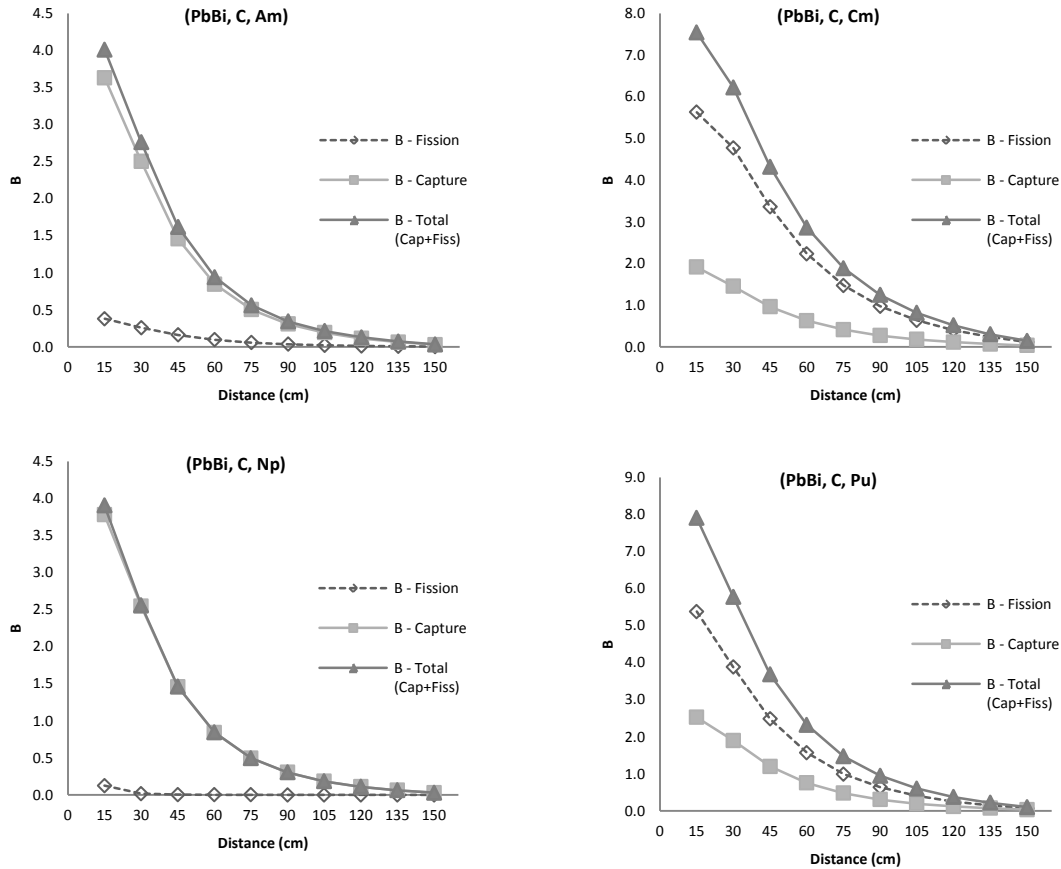 (PbBi, C, Am)
4.5
4.0
3.5
3.0
2.5
2.0
1.5
1.0
0.5
0.0
B
B - Fission
B - Capture
B - Total
(Cap+Fiss)
0 15 30 45 60 75 90 105 120 135 150
Distance (cm)
(PbBi, C, Cm)
8.0
7.0
6.0
5.0
4.0
3.0
2.0
1.0
0.0
B
B - Fission
B - Capture
B - Total
(Cap+Fiss)
0 15 30 45 60 75 90 105 120 135 150
Distance (cm)
(PbBi, C, Np)
4.5
4.0
3.5
3.0
2.5
2.0
1.5
1.0
0.5
0.0
B
B - Fission
B - Capture
B - Total
(Cap+Fiss)
0 15 30 45 60 75 90 105 120 135 150
Distance (cm)
(PbBi, C, Pu)
9.0
8.0
7.0
6.0
5.0
4.0
3.0
2.0
1.0
0.0
B
B - Fission
B - Capture
B - Total
(Cap+Fiss)
0 15 30 45 60 75 90 105 120 135 150
Distance (cm)